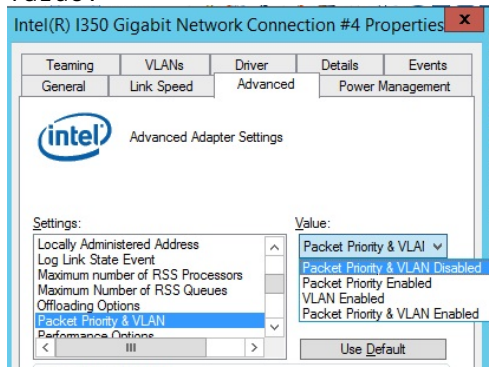 Intel(R) I350 Gigabit Network Connection #4 Properties x
Teaming VLANs Driver Details Events
General Link Speed Advanced Power Management
intel Advanced Adapter Settings
Settings: Value:
Locally Administered Address
Log Link State Event
Maximum number of RSS Processors
Maximum Number of RSS Queues
Offloading Options
Packet Priority & VLAN
Performance Options
Packet Priority & VLAI
Packet Priority & VLAN Disabled
Packet Priority Enabled
VLAN Enabled
Packet Priority & VLAN Enabled
Use Default